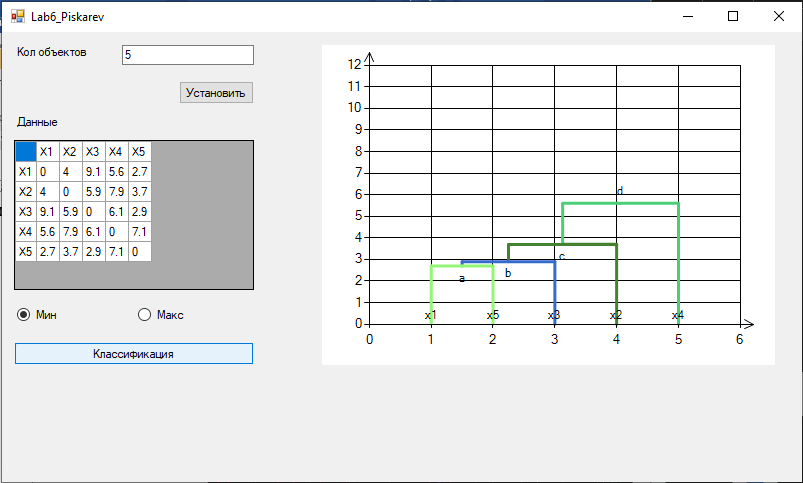 Lab6_Piskarev
Кол объектов
5
Установить
Данные
X1 X2 X3 X4 X5
X1 0 4 9.1 5.6 2.7
X2 4 0 5.9 7.9 3.7
X3 9.1 5.9 0 6.1 2.9
X4 5.6 7.9 6.1 0 7.1
X5 2.7 3.7 2.9 7.1 0
Мин
Макс
Классификация
12
11
10
9
8
7
6
5
4
3
2
1
0
d
c
b
a
x1 x5 x3 x2 x4
0 1 2 3 4 5 6